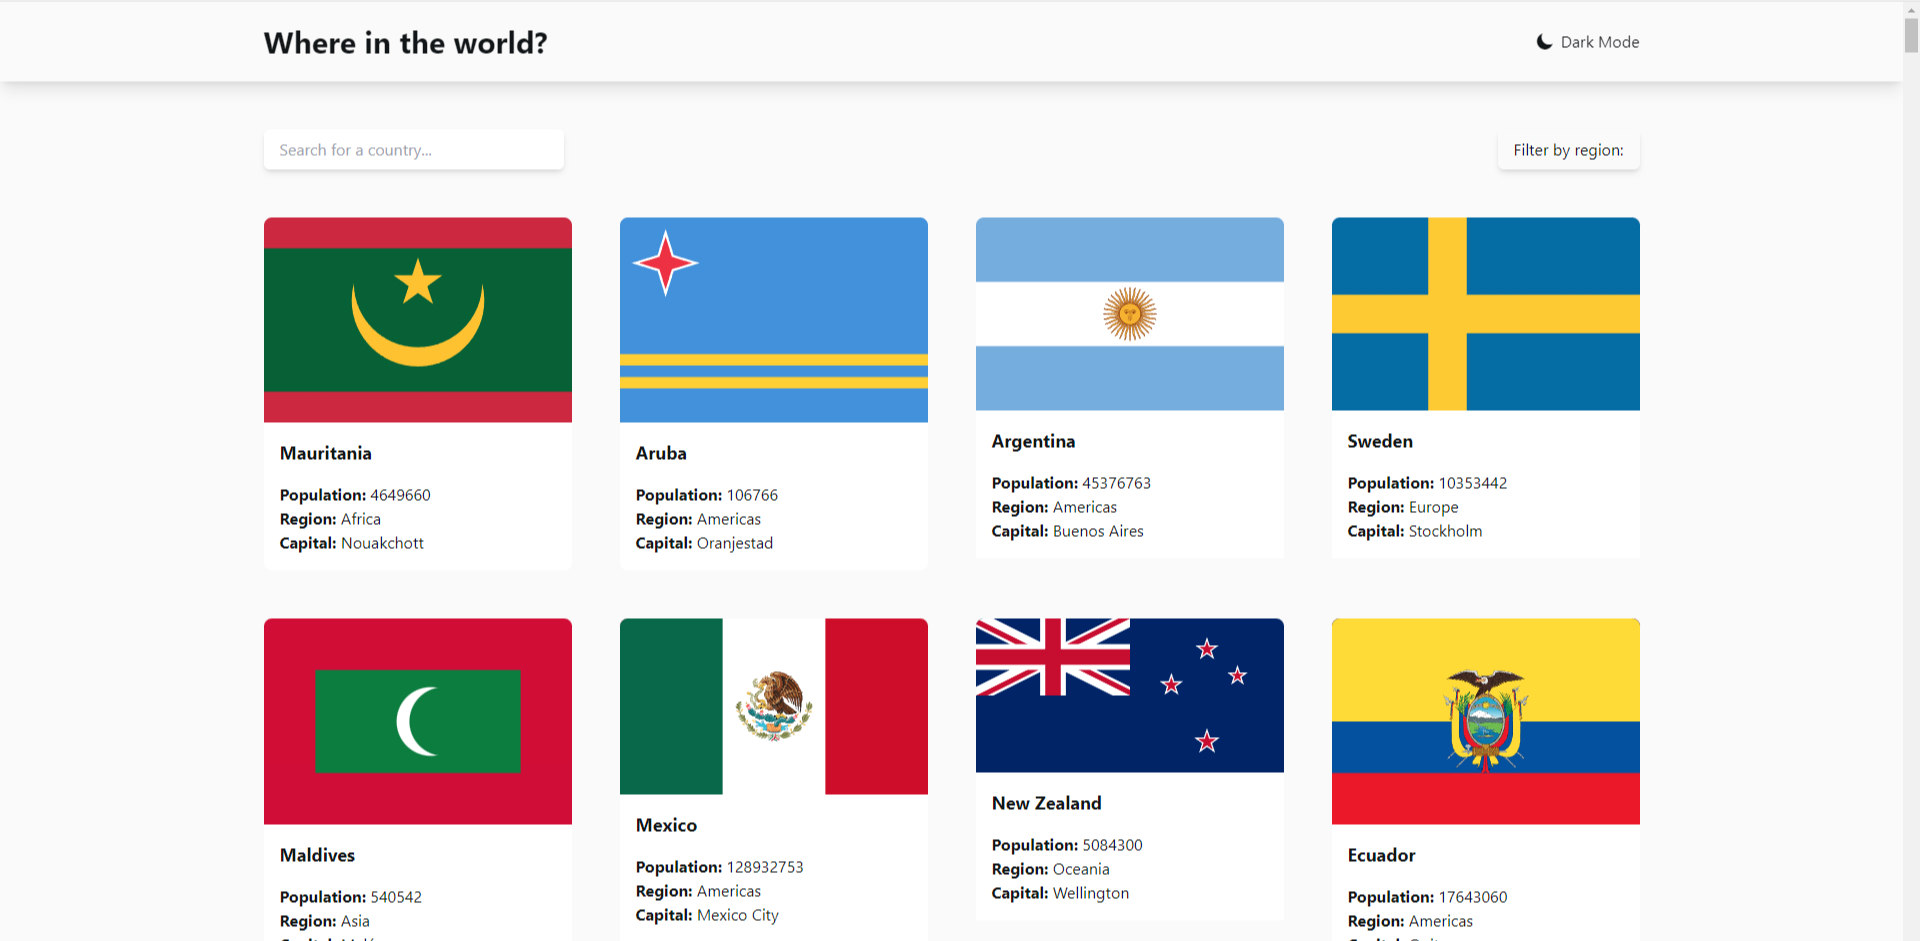 Where in the world?
Dark Mode
Search for a country...
Filter by region:
Mauritania
Population: 4649660
Region: Africa
Capital: Nouakchott
Aruba
Population: 106766
Region: Americas
Capital: Oranjestad
Argentina
Population: 45376763
Region: Americas
Capital: Buenos Aires
Sweden
Population: 10353442
Region: Europe
Capital: Stockholm
Maldives
Population: 540542
Region: Asia
Mexico
Population: 128932753
Region: Americas
Capital: Mexico City
New Zealand
Population: 5084300
Region: Oceania
Capital: Wellington
Ecuador
Population: 17643060
Region: Americas